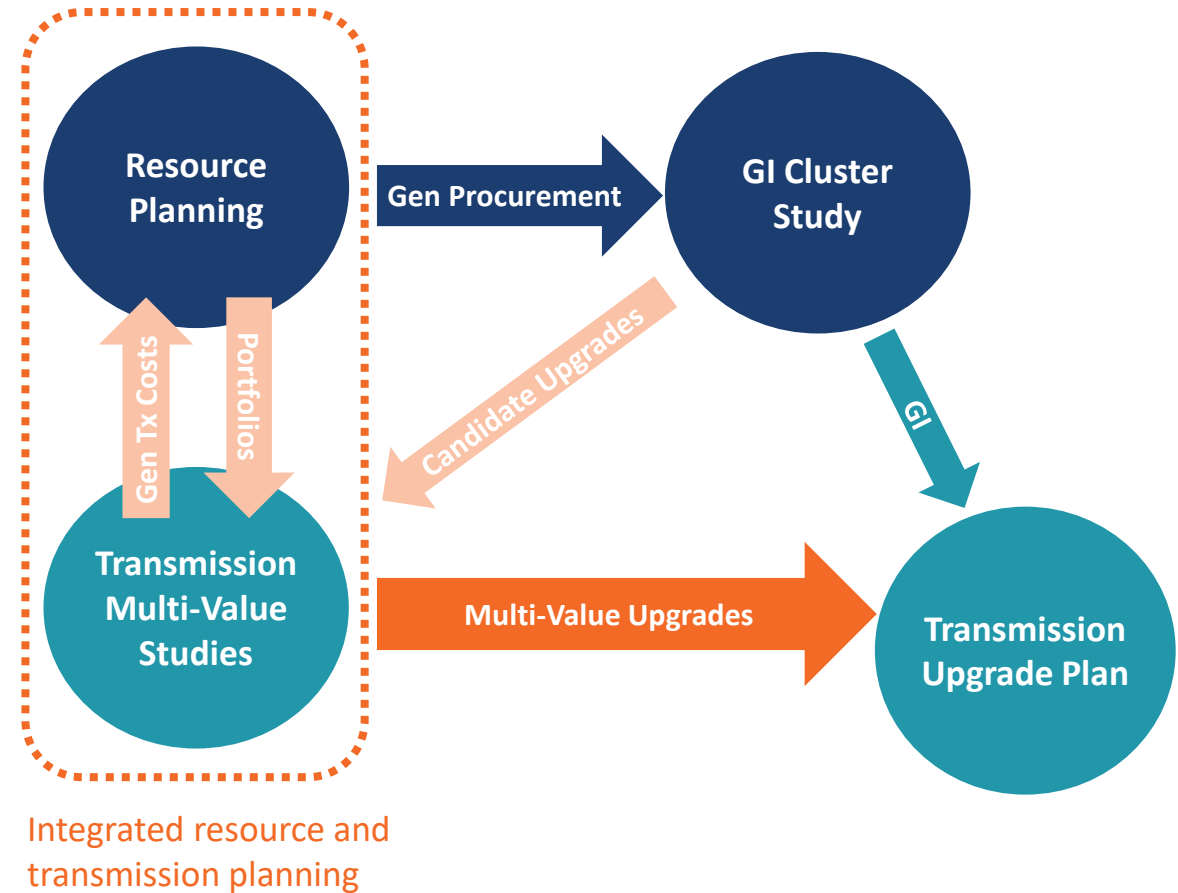 Resource
Planning
Gen Procurement
GI Cluster
Study
Gen Tx Costs
Portfolios
Candidate Upgrades
GI
Transmission
Multi-Value
Studies
Multi-Value Upgrades
Transmission
Upgrade Plan
Integrated resource and
transmission planning